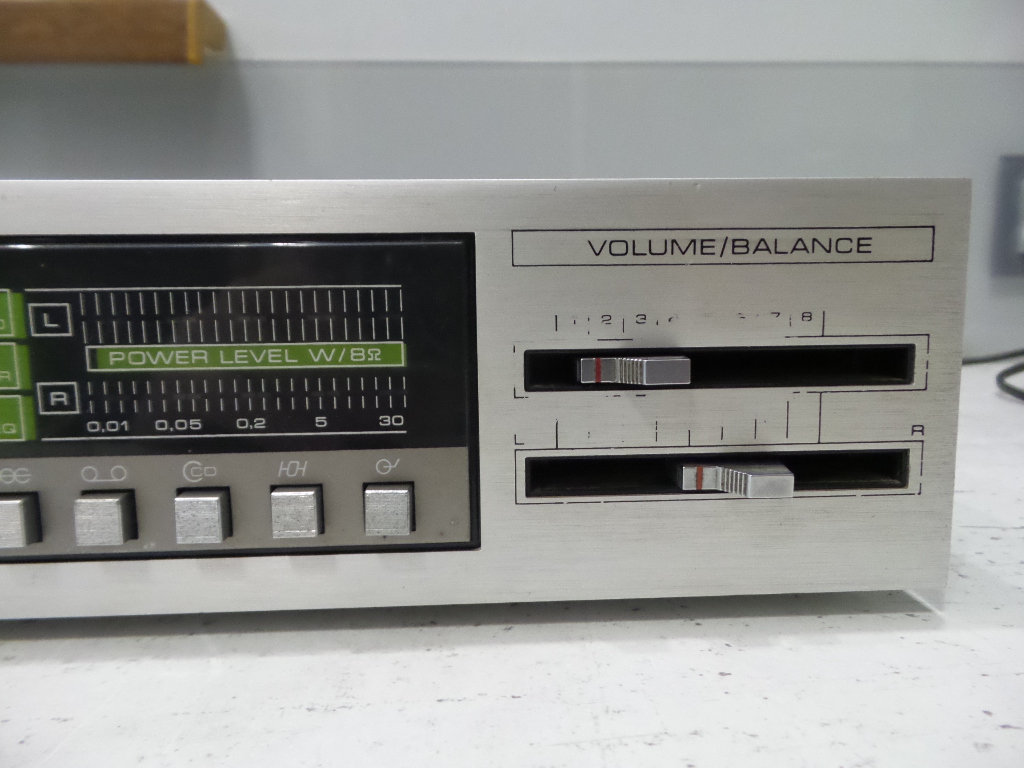 VOLUME/BALANCE
2 3 7 8
L
POWER LEVEL W/8Ω
R
0,01 0,05 0,2 5 30
L R